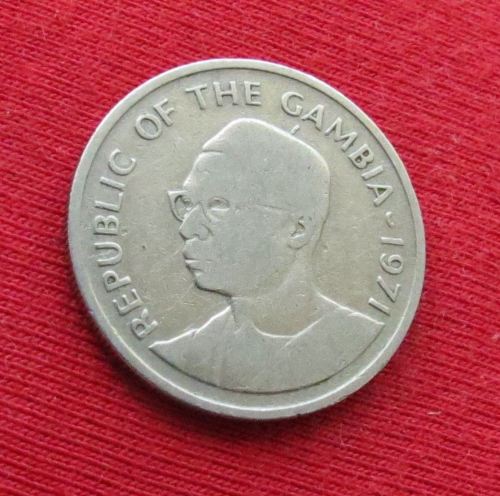 REPUBLIC OF THE GAMBIA - 1971